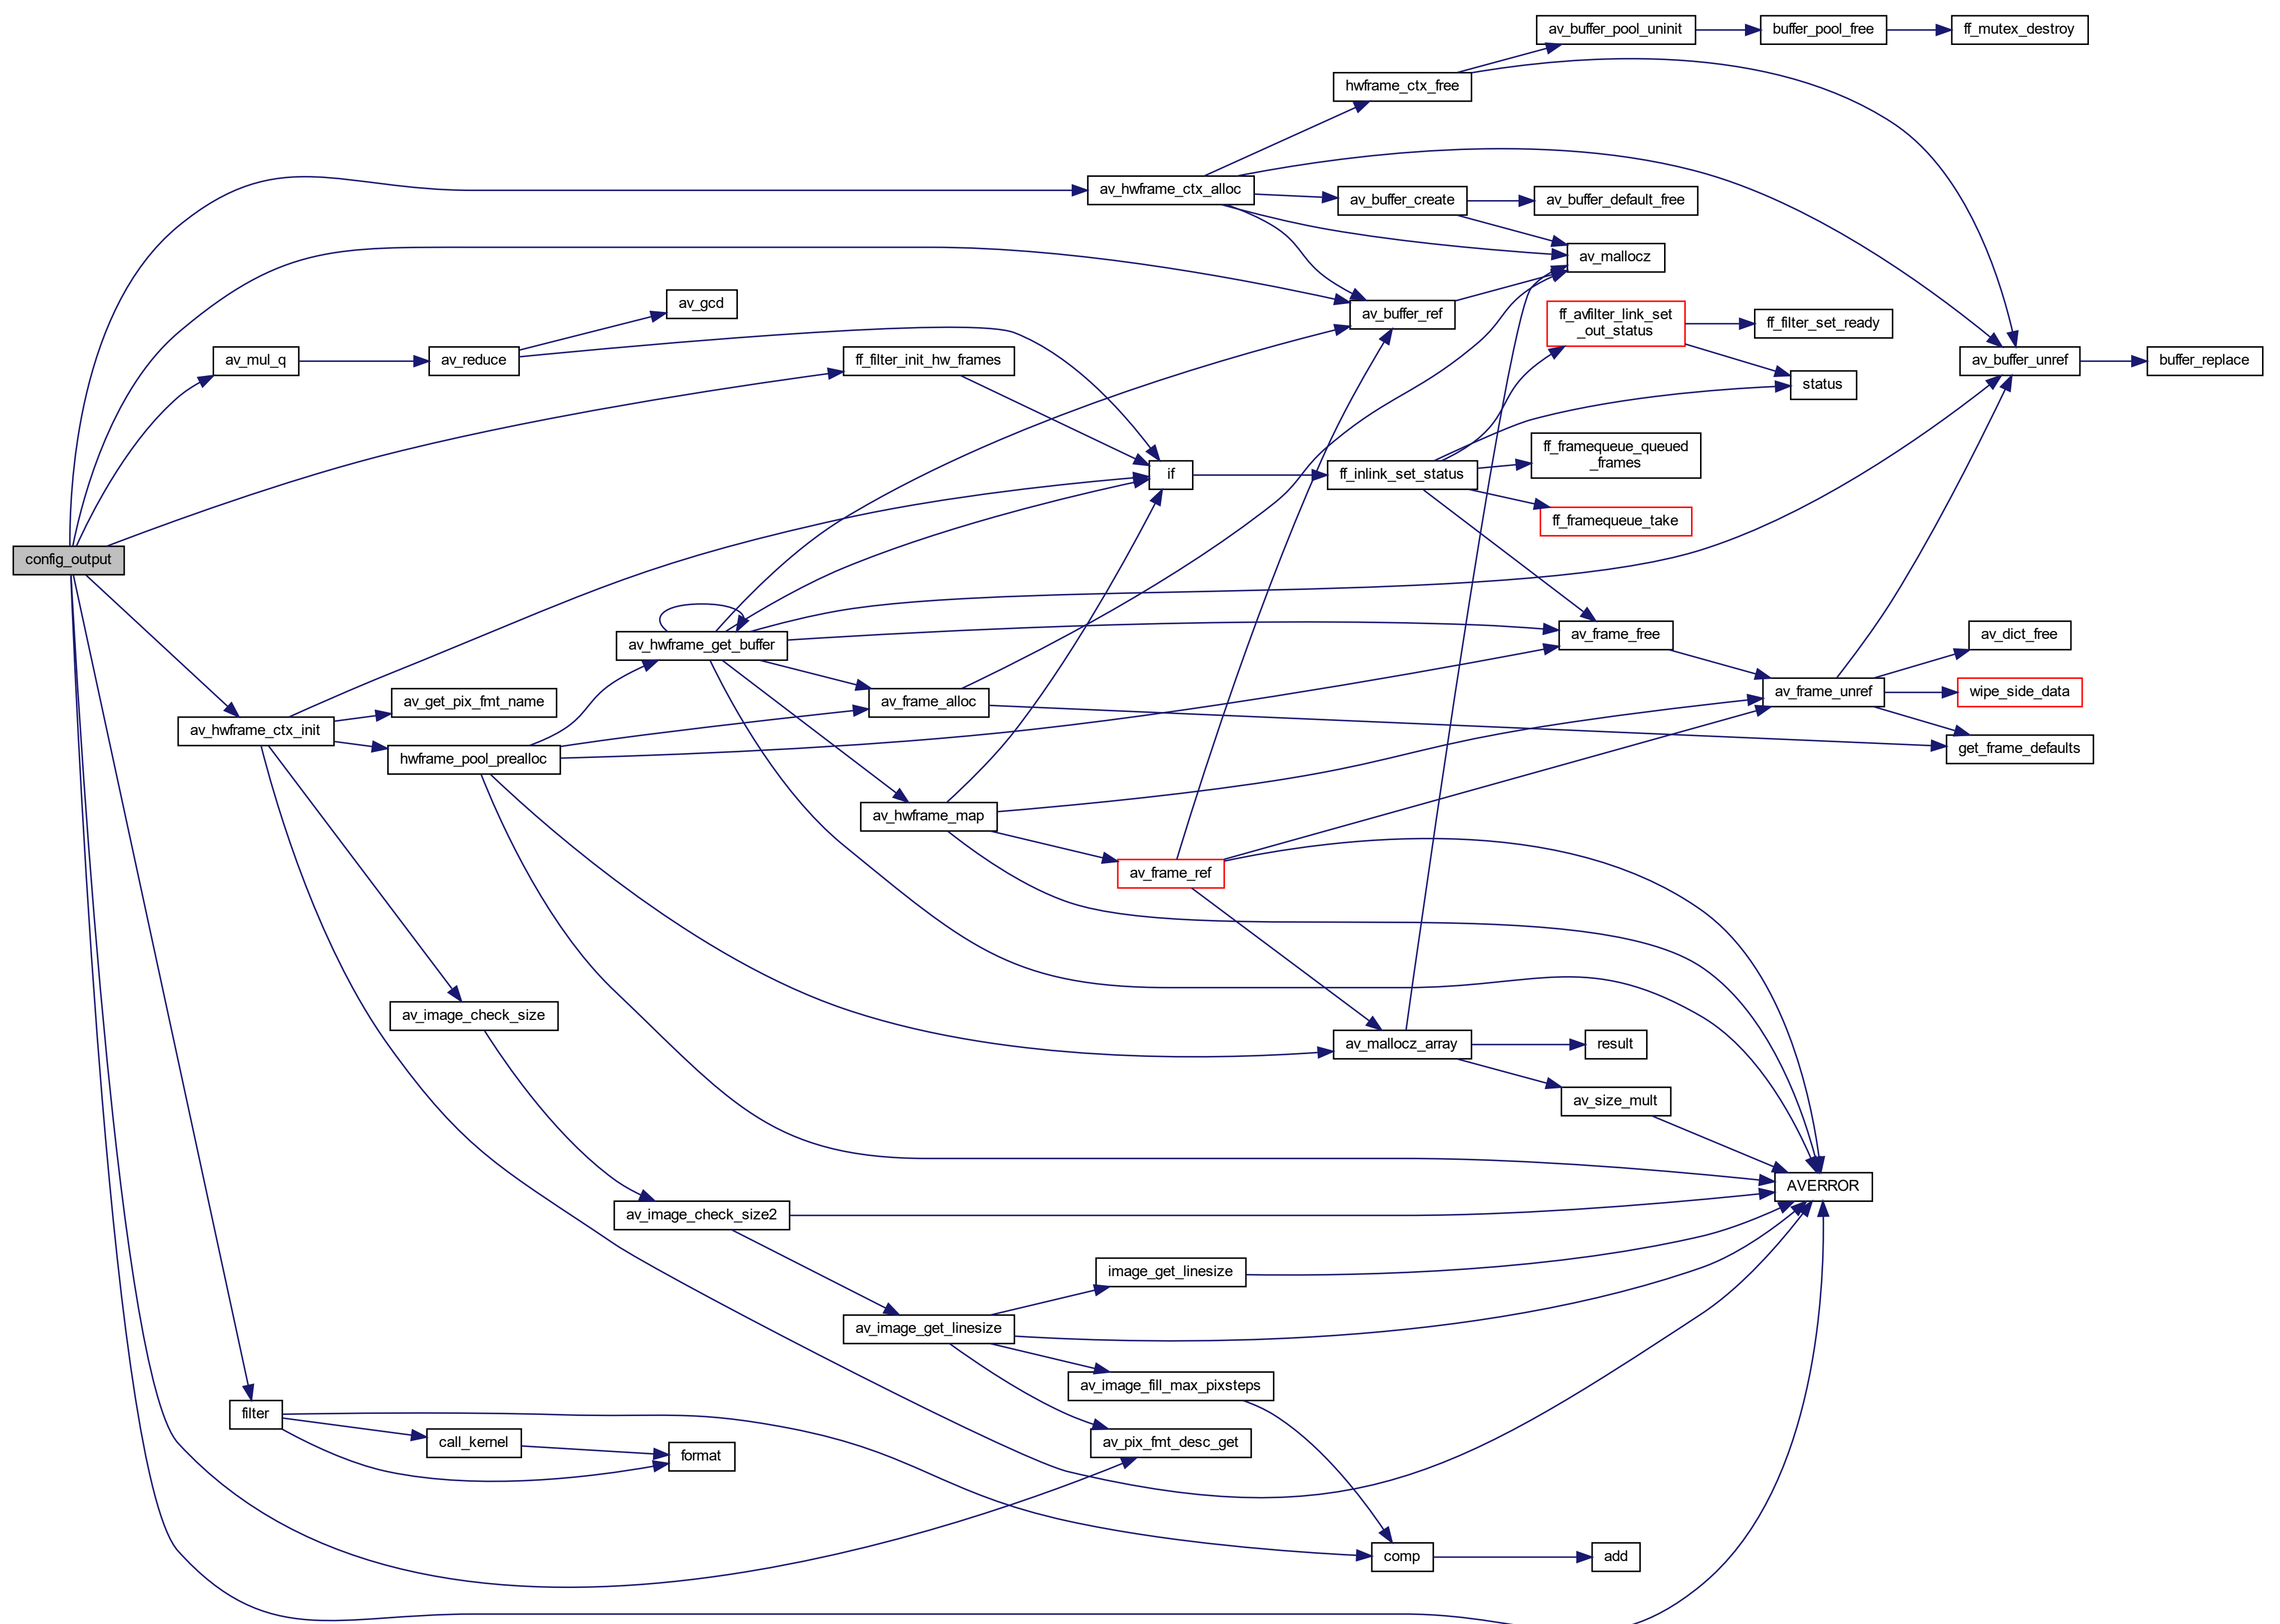 av_buffer_pool_uninit
buffer_pool_free
ff_mutex_destroy
hwframe_ctx_free
av_hwframe_ctx_alloc
av_buffer_create
av_buffer_default_free
av_mallocz
av_gcd
av_buffer_ref
ff_avfilter_link_set
_out_status
ff_filter_set_ready
av_mul_q
av_reduce
ff_filter_init_hw_frames
av_buffer_unref
buffer_replace
status
ff_framequeue_queued
_frames
if
ff_inlink_set_status
ff_framequeue_take
config_output
av_hwframe_get_buffer
av_frame_free
av_dict_free
av_get_pix_fmt_name
av_frame_alloc
av_frame_unref
wipe_side_data
av_hwframe_ctx_init
hwframe_pool_prealloc
get_frame_defaults
av_hwframe_map
av_frame_ref
av_image_check_size
av_mallocz_array
result
av_size_mult
AVERROR
av_image_check_size2
image_get_linesize
av_image_get_linesize
av_image_fill_max_pixsteps
filter
call_kernel
format
av_pix_fmt_desc_get
comp
add